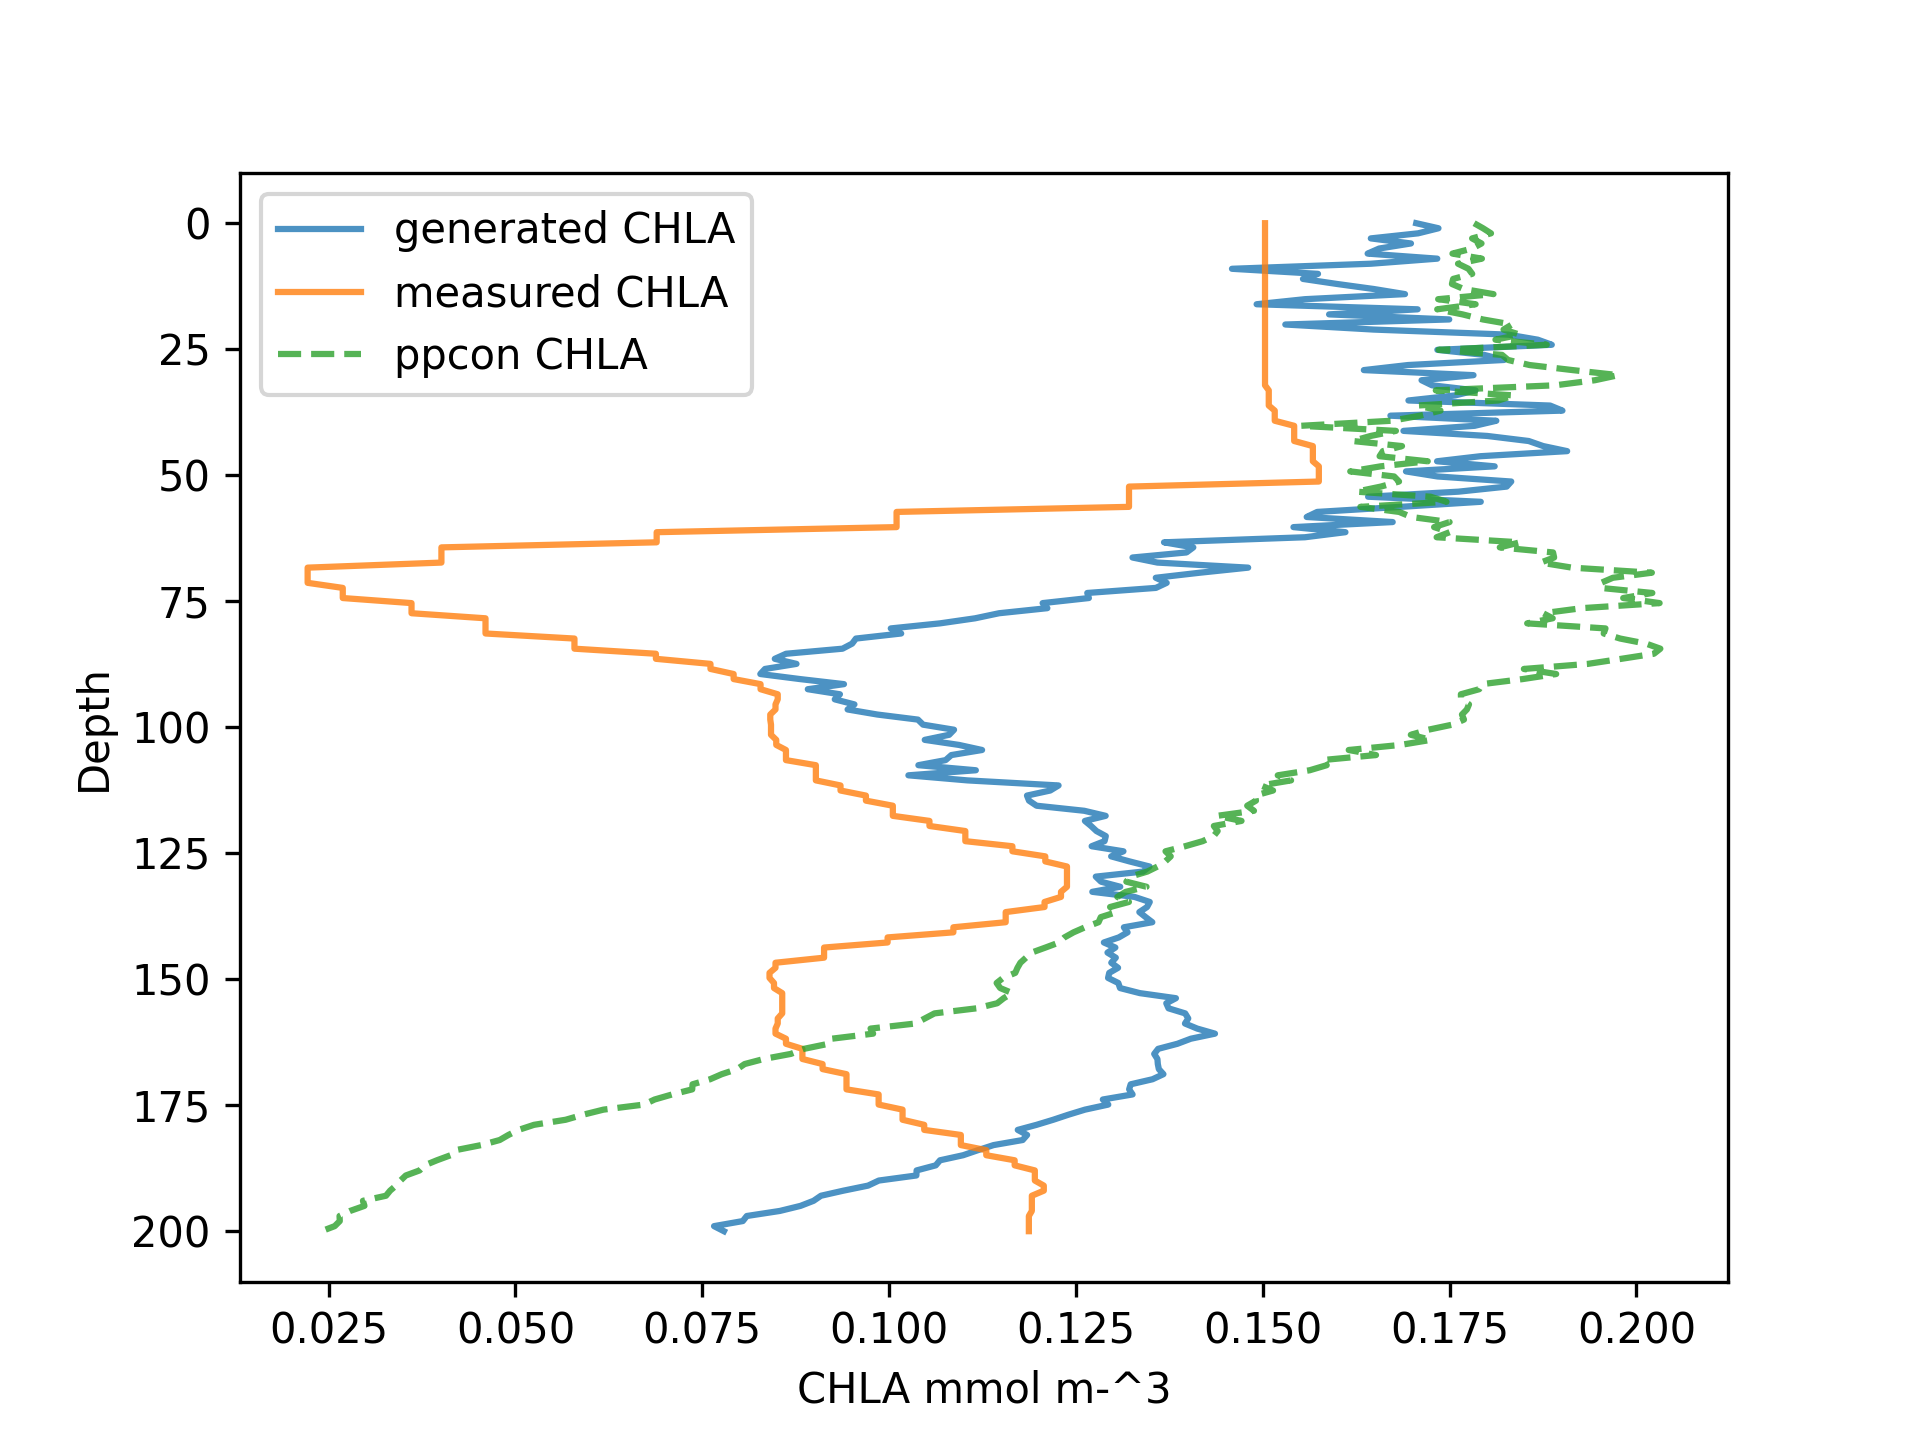 generated CHLA
measured CHLA
ppcon CHLA
0
25
50
75
100
125
150
175
200
Depth
0.025 0.050 0.075 0.100 0.125 0.150 0.175 0.200
CHLA mmol m-^3